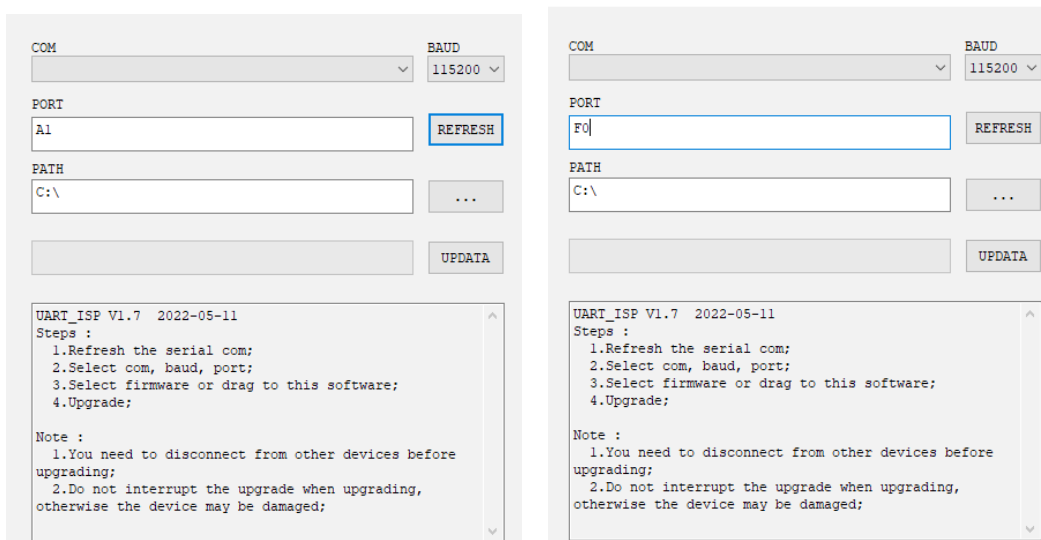 COM
BAUD
115200
PORT
A1
REFRESH
PATH
C:\
...
UPDATA
UART_ISP V1.7  2022-05-11
Steps :
  1.Refresh the serial com;
  2.Select com, baud, port;
  3.Select firmware or drag to this software;
  4.Upgrade;
Note :
  1.You need to disconnect from other devices before
upgrading;
  2.Do not interrupt the upgrade when upgrading,
otherwise the device may be damaged;
COM
BAUD
115200
PORT
F0
REFRESH
PATH
C:\
...
UPDATA
UART_ISP V1.7  2022-05-11
Steps :
  1.Refresh the serial com;
  2.Select com, baud, port;
  3.Select firmware or drag to this software;
  4.Upgrade;
Note :
  1.You need to disconnect from other devices before
upgrading;
  2.Do not interrupt the upgrade when upgrading,
otherwise the device may be damaged;